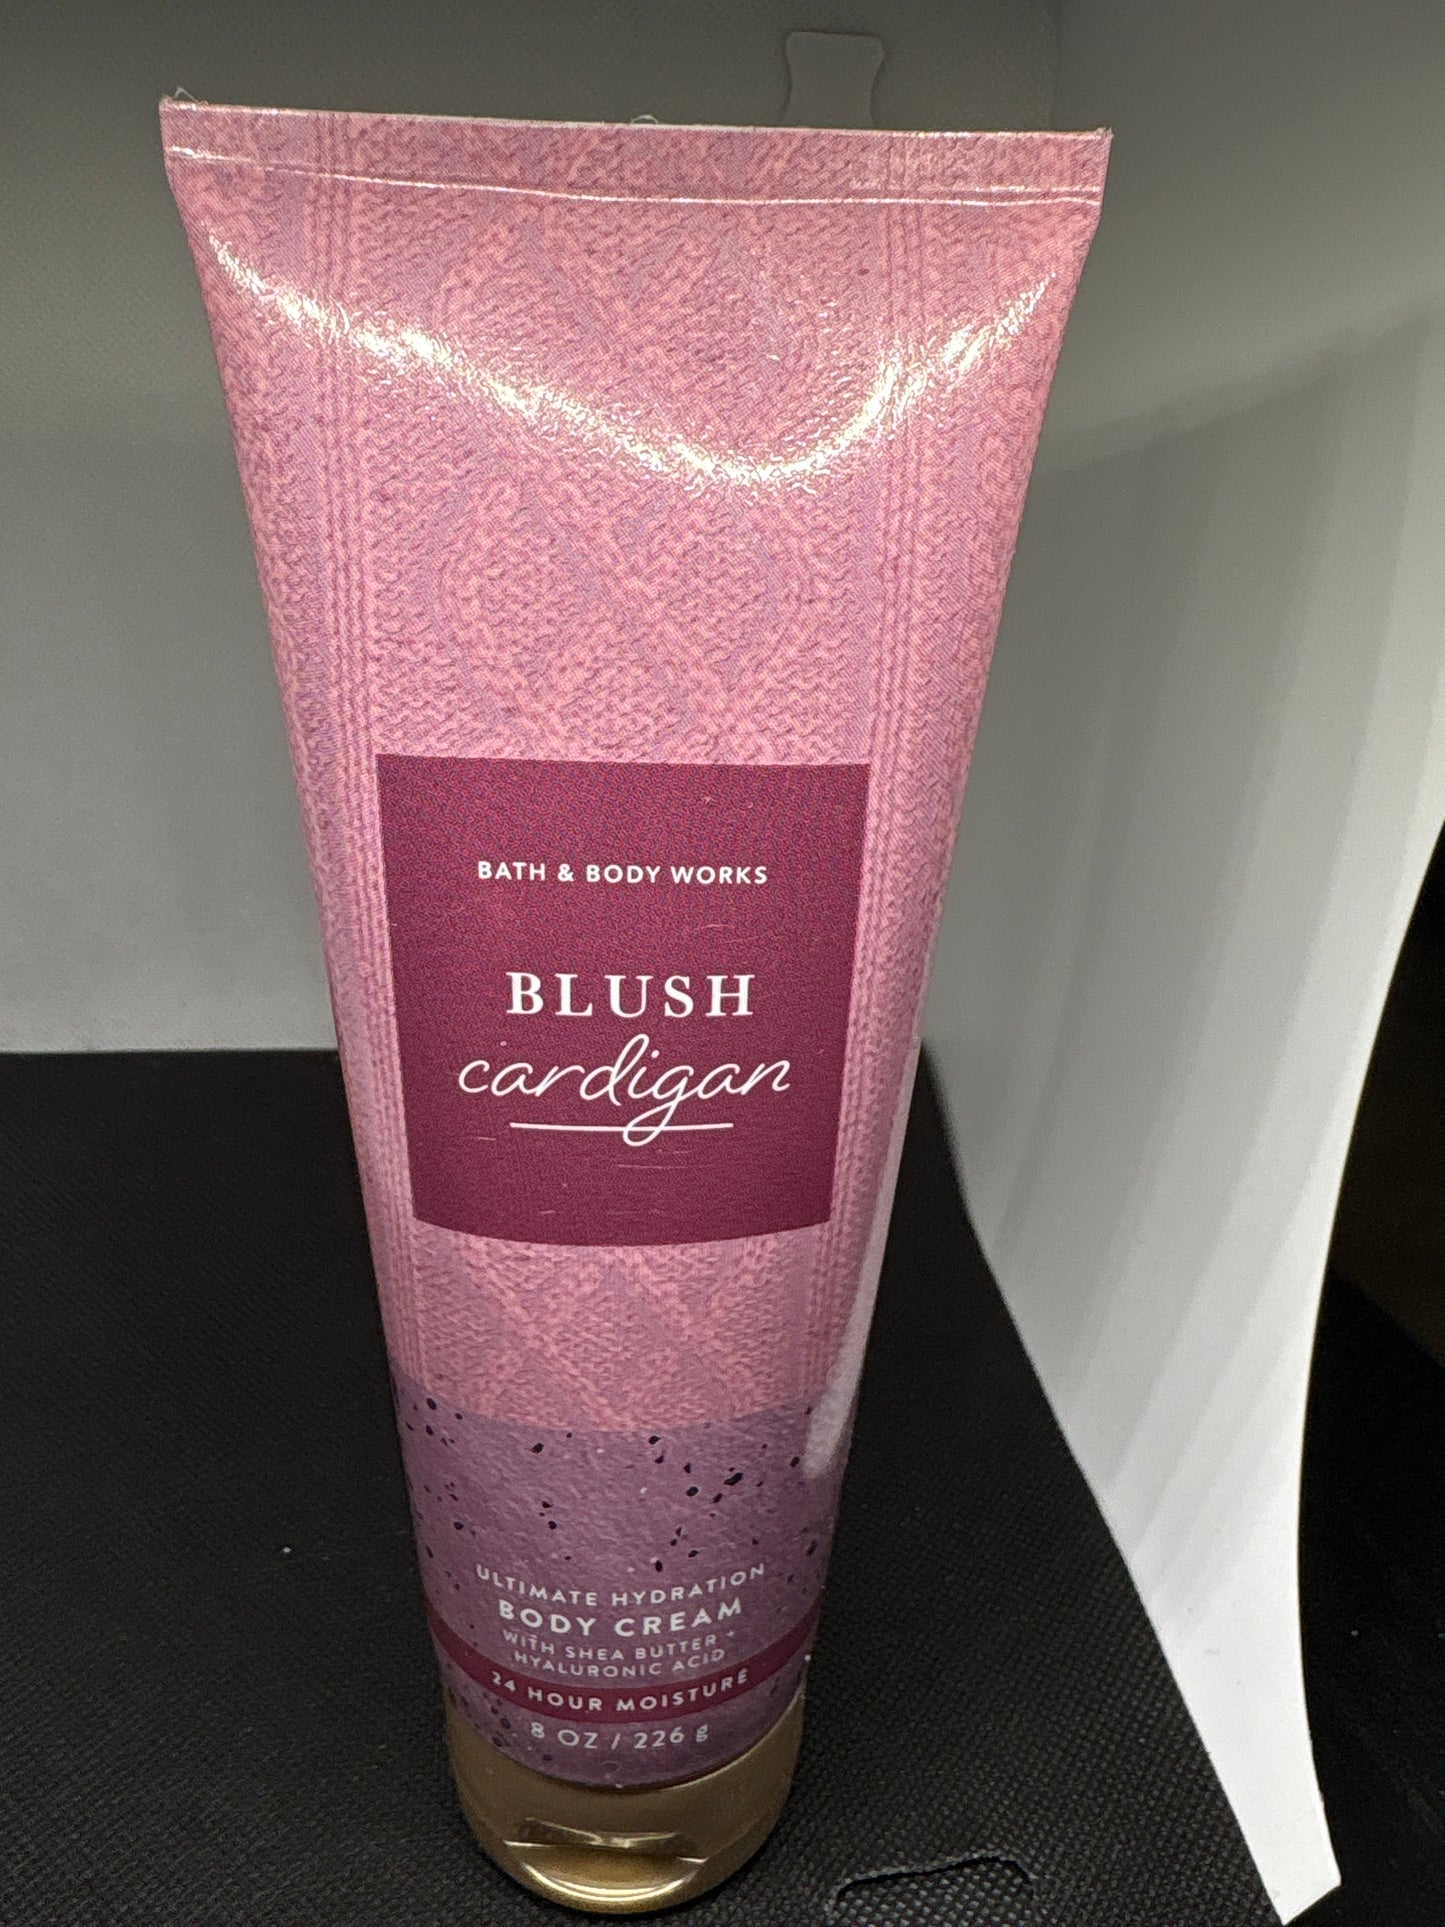 BATH & BODY WORKS
BLUSH
cardigan
ULTIMATE HYDRATION
BODY CREAM
WITH SHEA BUTTER +
HYALURONIC ACID
24 HOUR MOISTURE
8 OZ / 226 g